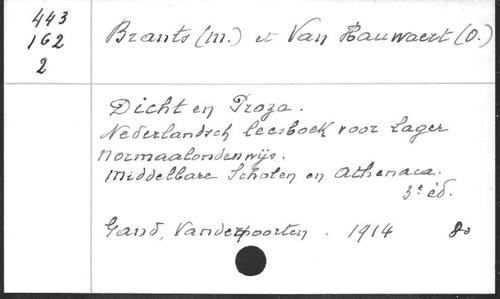 443
162
2
Brants (M.) et Van Hauwaert (O.)
Dicht en Proza.
Nederlandsch leesboek voor Lager
Normaalonderwijs.
Middelbare Scholen en Athenaea.
3e éd.
Gand, Vanderpoorten. 1914 8o